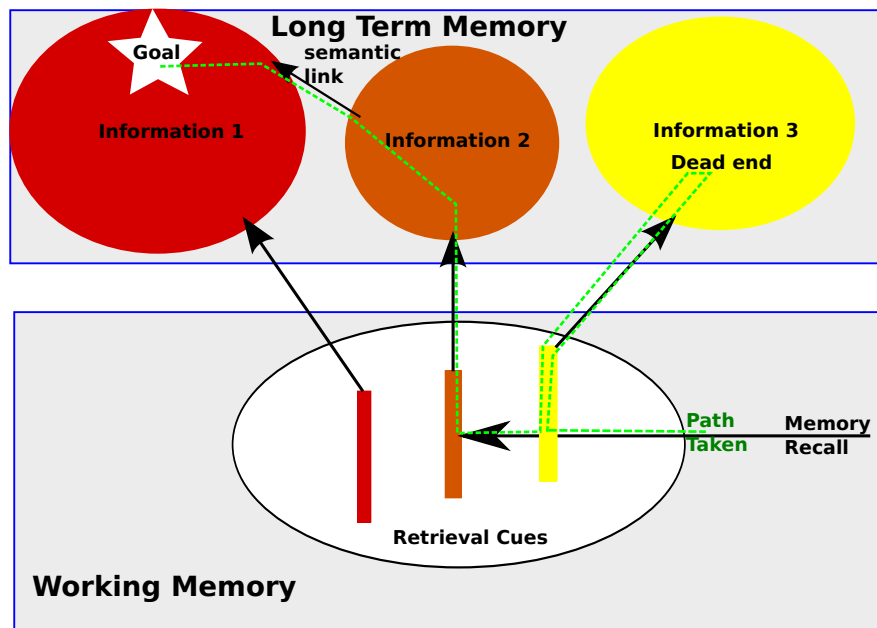 Long Term Memory
Goal
semantic
link
Information 1
Information 2
Information 3
Dead end
Path
Taken
Memory
Recall
Retrieval Cues
Working Memory